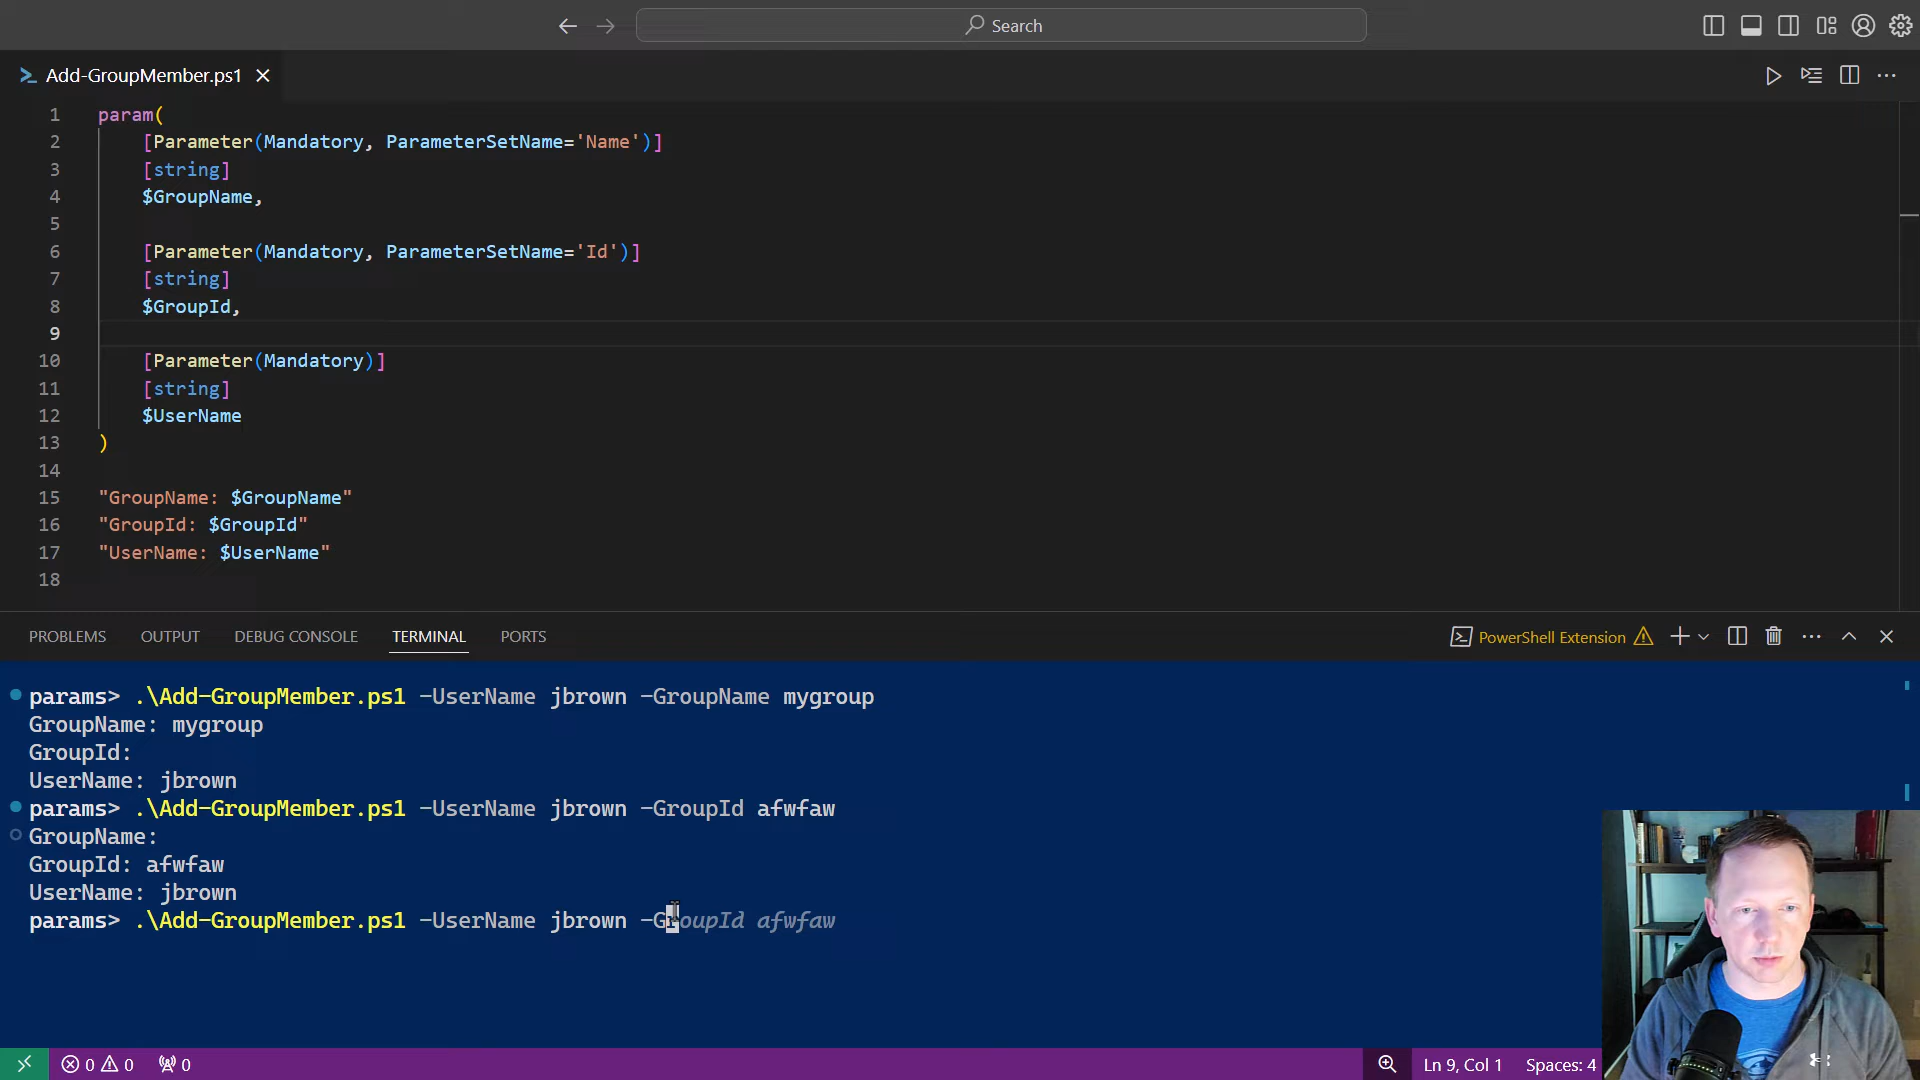 Search
Add-GroupMember.ps1
1 param(
2 [Parameter(Mandatory, ParameterSetName='Name')]
3 [string]
4 $GroupName,
5
6 [Parameter(Mandatory, ParameterSetName='Id')]
7 [string]
8 $GroupId,
9
10 [Parameter(Mandatory)]
11 [string]
12 $UserName
13 )
14
15 "GroupName: $GroupName"
16 "GroupId: $GroupId"
17 "UserName: $UserName"
18
PROBLEMS OUTPUT DEBUG CONSOLE TERMINAL PORTS PowerShell Extension
params> .\Add-GroupMember.ps1 -UserName jbrown -GroupName mygroup
GroupName: mygroup
GroupId:
UserName: jbrown
params> .\Add-GroupMember.ps1 -UserName jbrown -GroupId afwfaw
GroupName:
GroupId: afwfaw
UserName: jbrown
params> .\Add-GroupMember.ps1 -UserName jbrown -GroupId afwfaw
0 0 0 Ln 9, Col 1 Spaces: 4